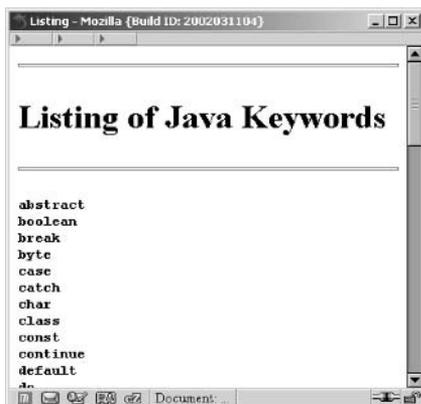 Listing - Mozilla {Build ID: 2002031104}
Listing of Java Keywords
abstract
boolean
break
byte
case
catch
char
class
const
continue
default
do
Document: ...